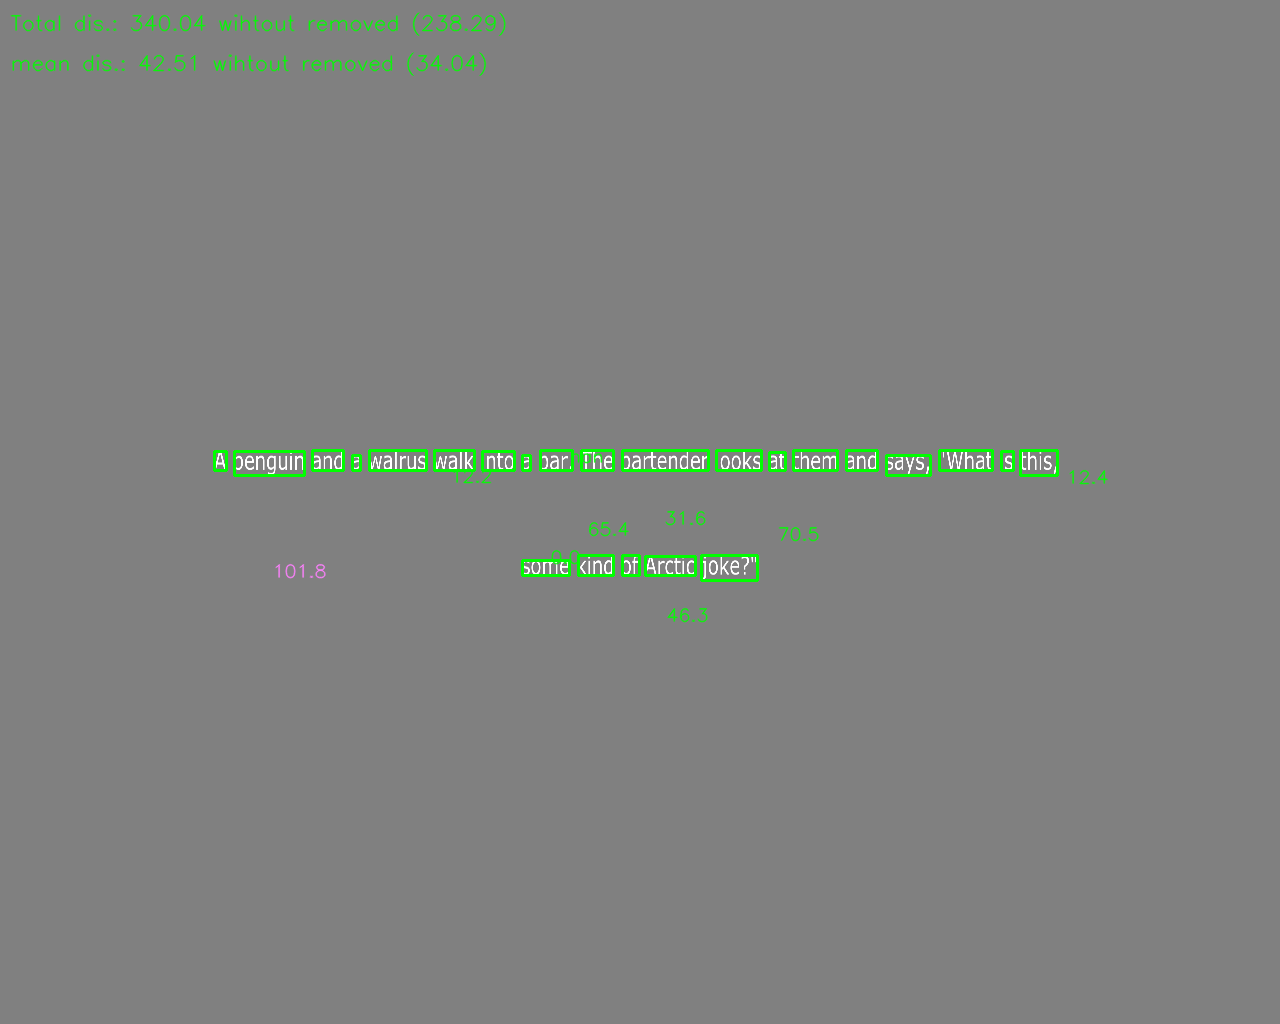 Total dis.: 340.04 wihtout removed (238.29)
mean dis.: 42.51 wihtout removed (34.04)
A penguin and a walrus walk into a bar. The bartender looks at them and says, "What is this,
12.2
12.4
65.4
31.6
70.5
0.0
101.8
some kind of Arctic joke?"
46.3